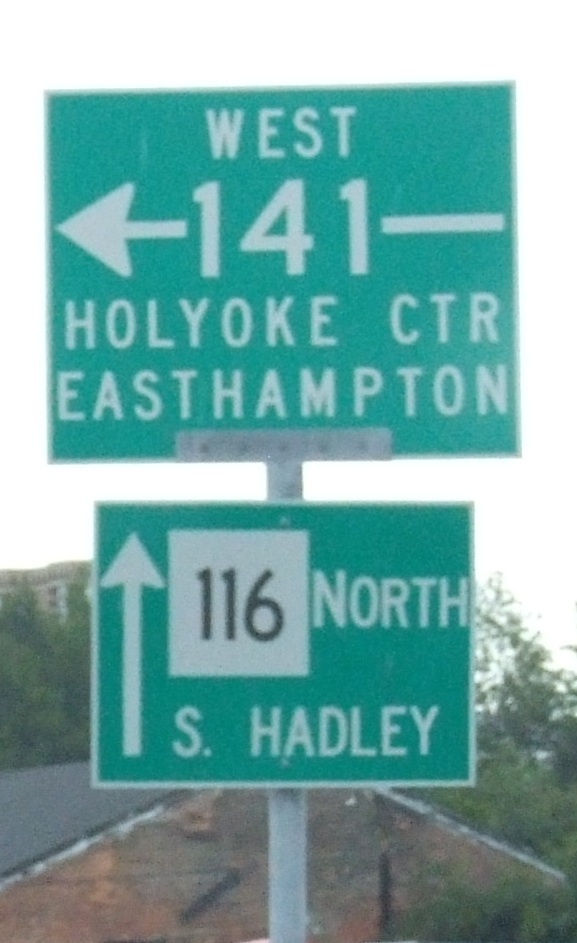 WEST
141
HOLYOKE CTR
EASTHAMPTON
116 NORTH
S. HADLEY